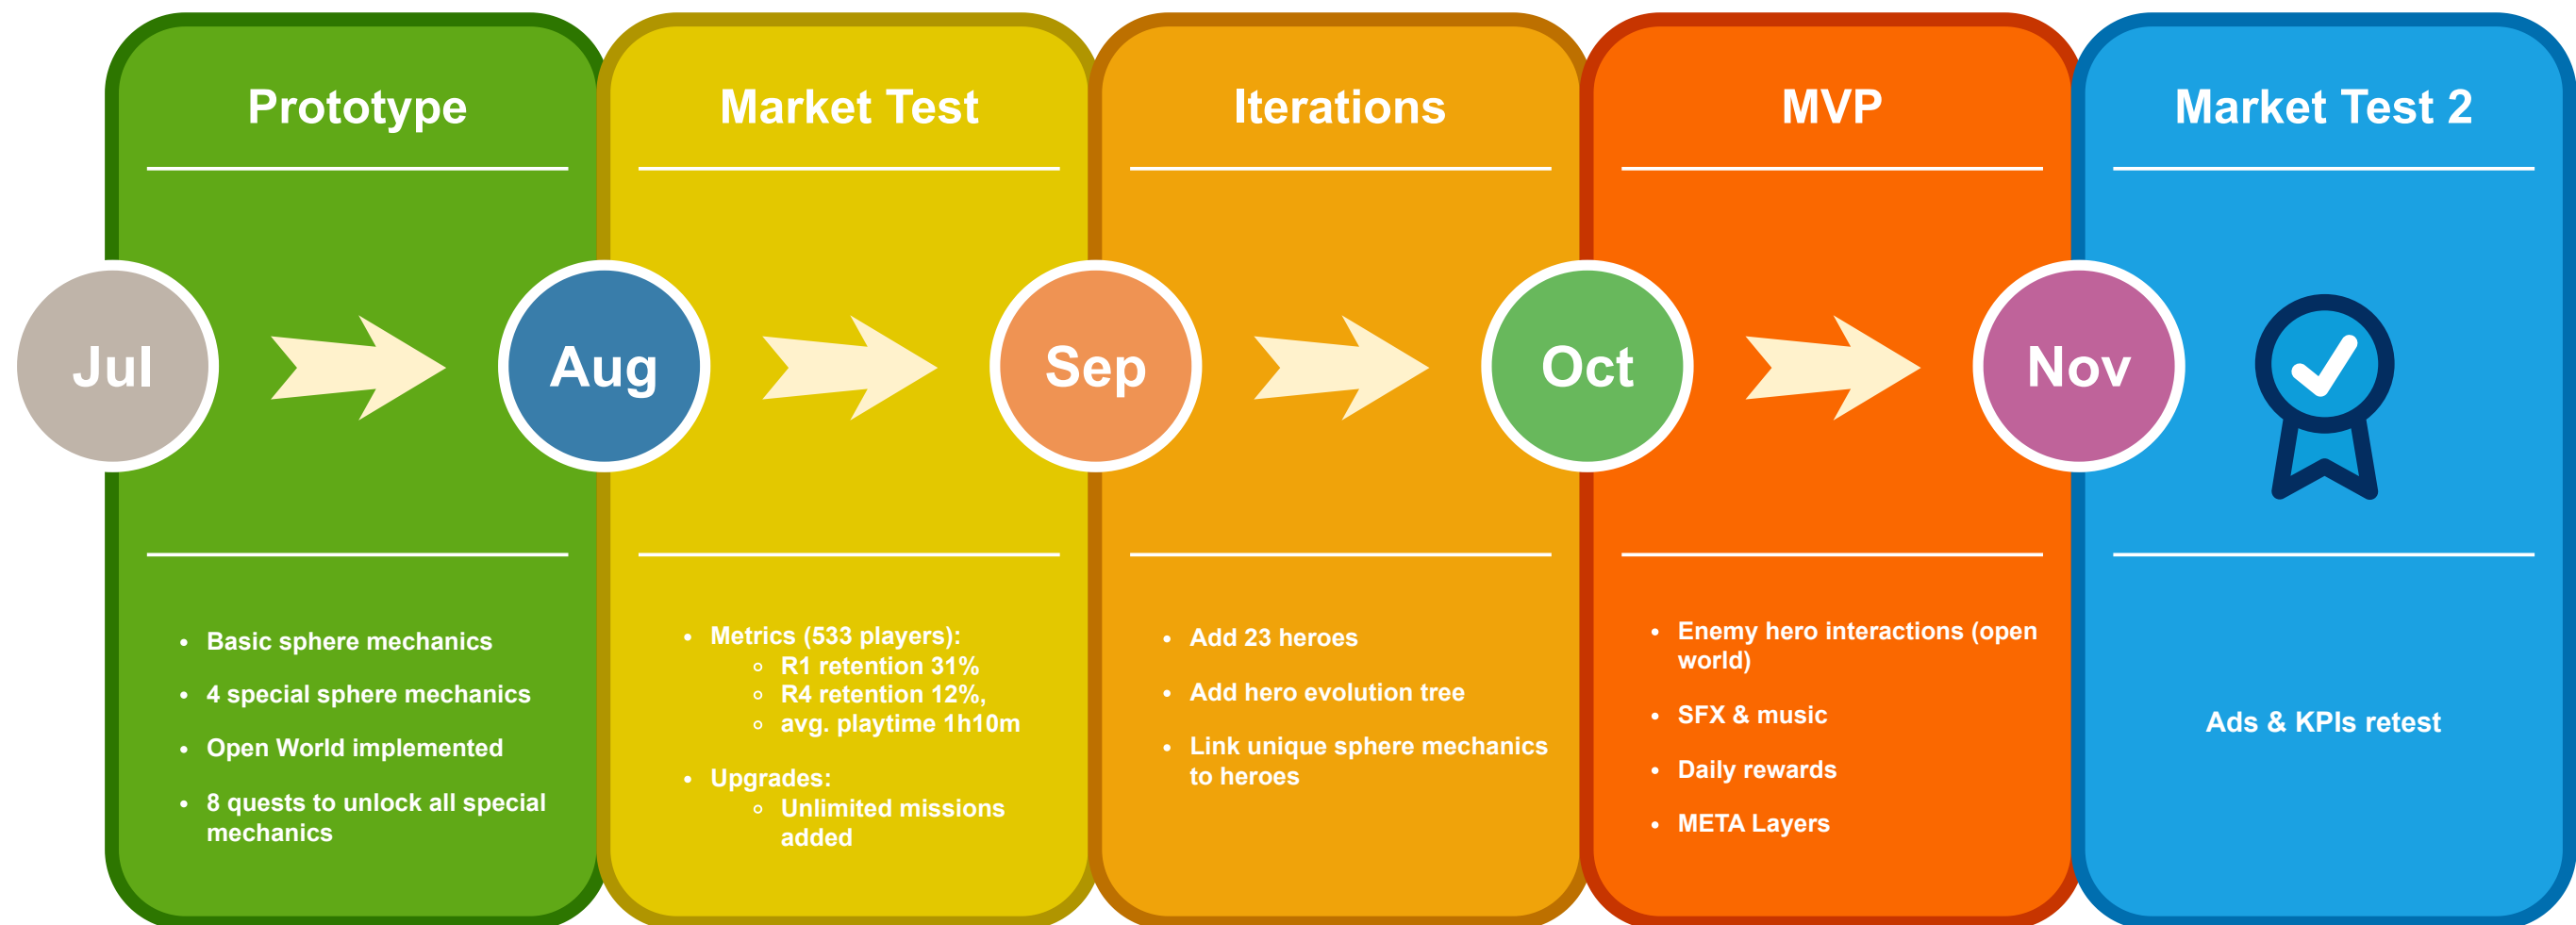 Prototype
Market Test
Iterations
MVP
Market Test 2
Jul
Aug
Sep
Oct
Nov
• Basic sphere mechanics
• 4 special sphere mechanics
• Open World implemented
• 8 quests to unlock all special
mechanics
• Metrics (533 players):
◦ R1 retention 31%
◦ R4 retention 12%,
◦ avg. playtime 1h10m
• Upgrades:
◦ Unlimited missions
added
• Add 23 heroes
• Add hero evolution tree
• Link unique sphere mechanics
to heroes
• Enemy hero interactions (open
world)
• SFX & music
• Daily rewards
• META Layers
Ads & KPIs retest